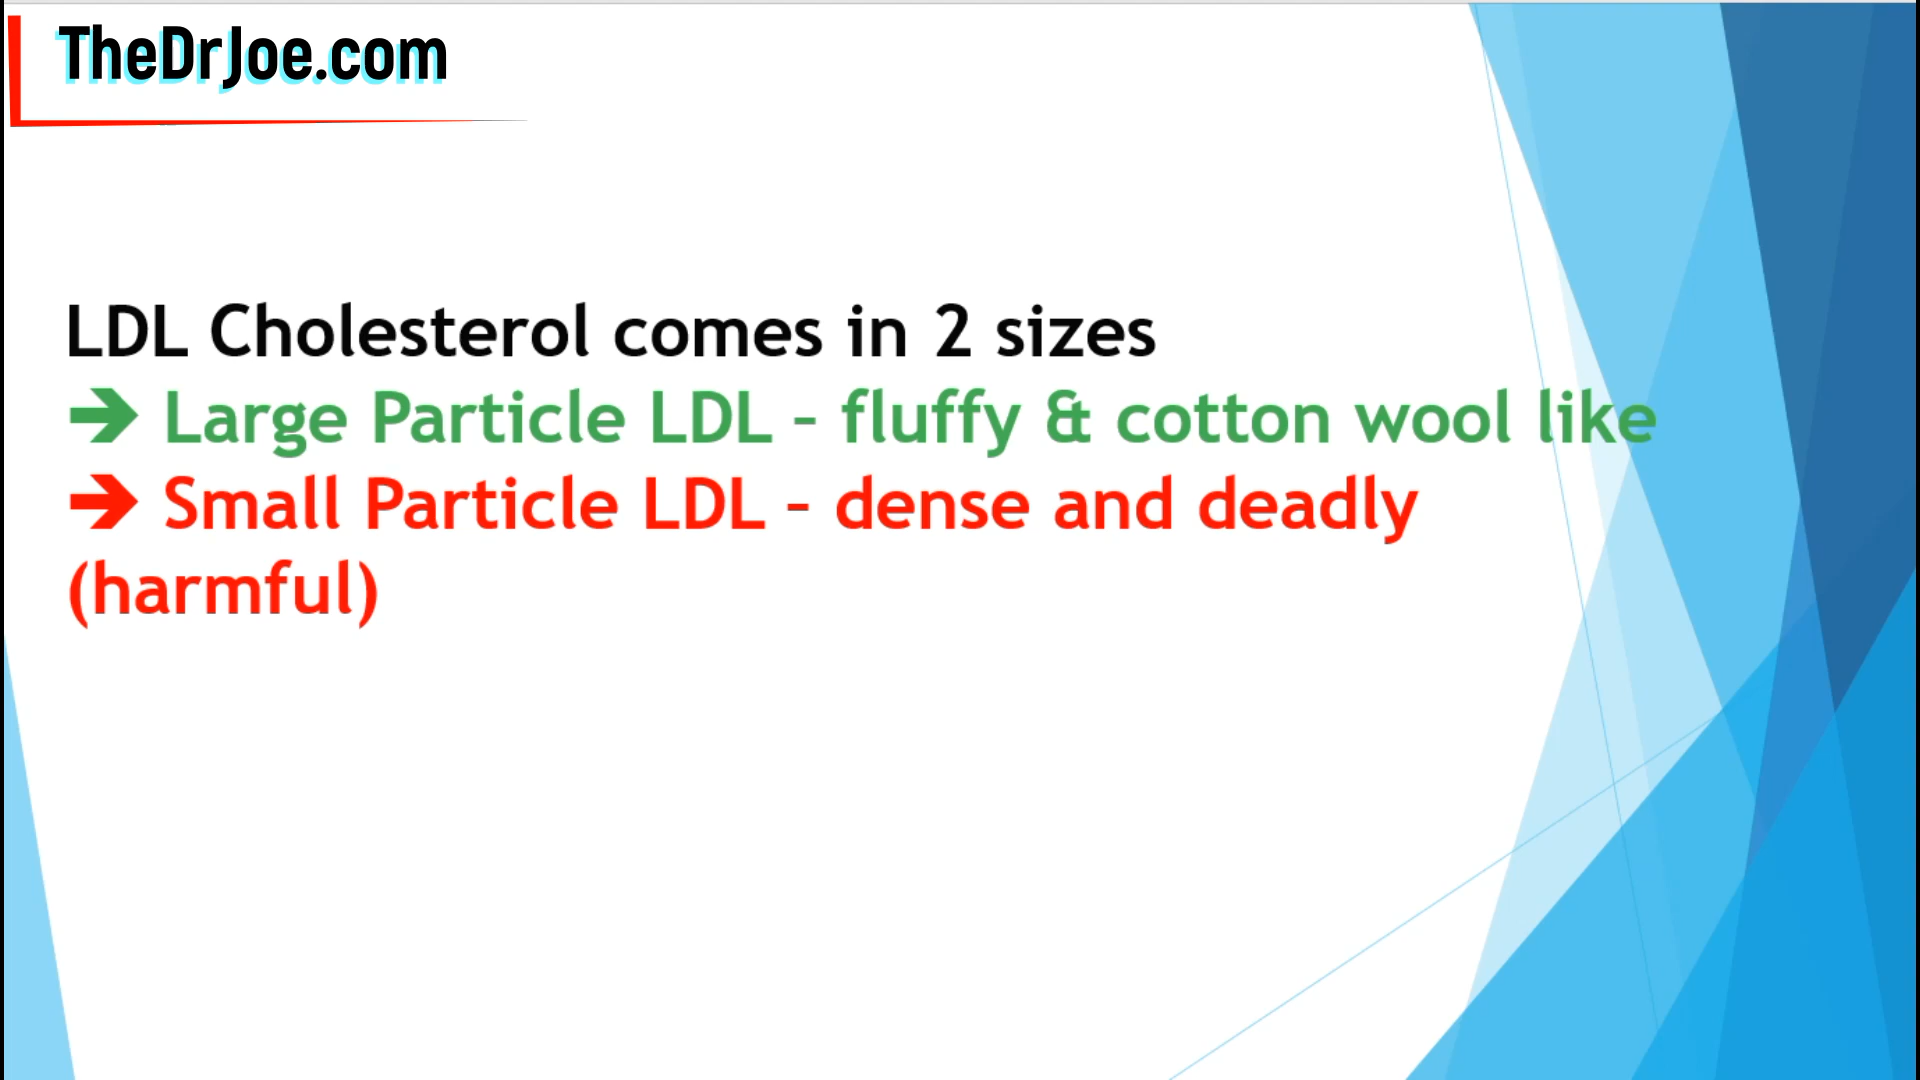 TheDrJoe.com
LDL Cholesterol comes in 2 sizes
➔ Large Particle LDL – fluffy & cotton wool like
➔ Small Particle LDL – dense and deadly
(harmful)